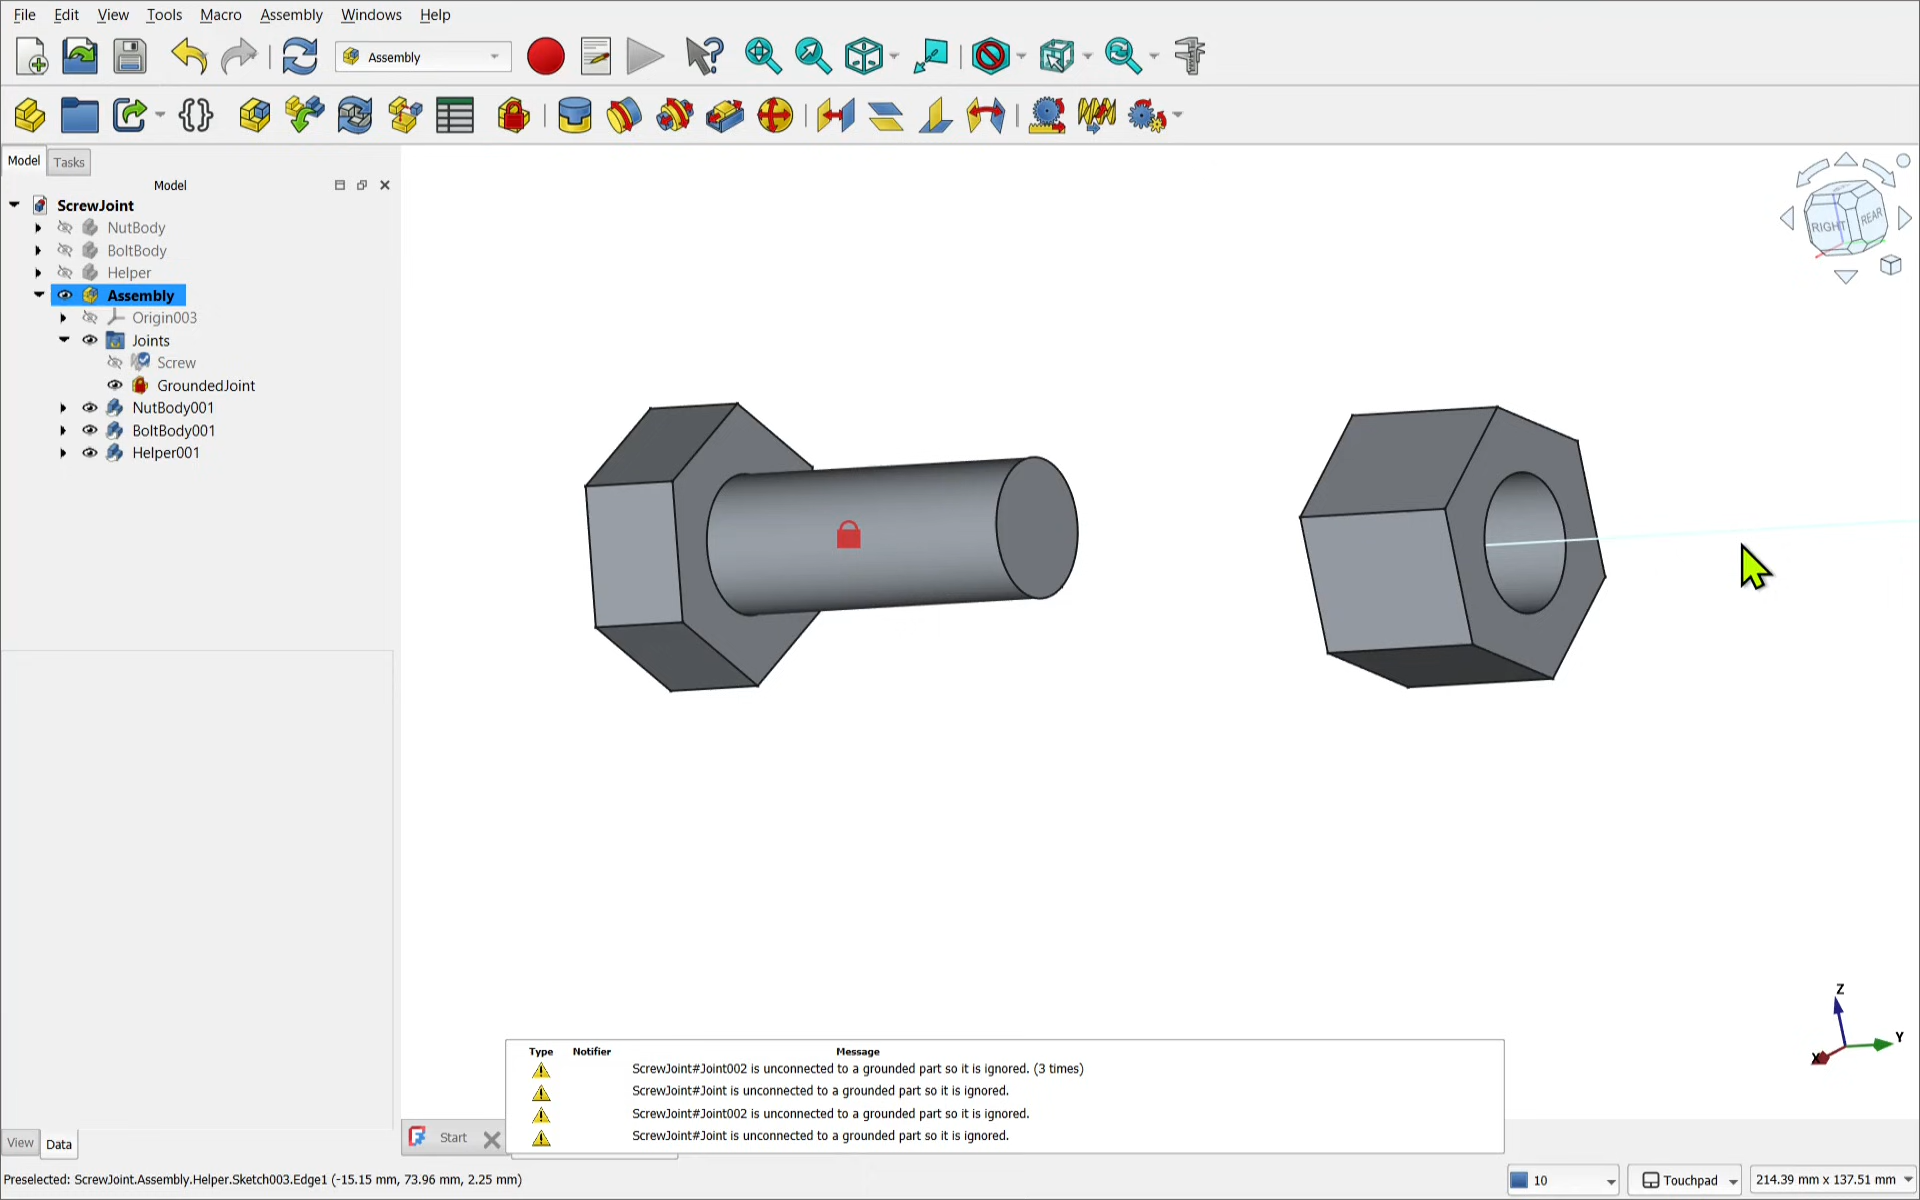 File Edit View Tools Macro Assembly Windows Help
Assembly
Model Tasks
Model
ScrewJoint
NutBody
BoltBody
Helper
Assembly
Origin003
Joints
Screw
GroundedJoint
NutBody001
BoltBody001
Helper001
RIGHT REAR
Z
Y
X
Type Notifier Message
ScrewJoint#Joint002 is unconnected to a grounded part so it is ignored. (3 times)
ScrewJoint#Joint is unconnected to a grounded part so it is ignored.
ScrewJoint#Joint002 is unconnected to a grounded part so it is ignored.
ScrewJoint#Joint is unconnected to a grounded part so it is ignored.
Start
View Data
Preselected: ScrewJoint.Assembly.Helper.Sketch003.Edge1 (-15.15 mm, 73.96 mm, 2.25 mm)
10 Touchpad 214.39 mm x 137.51 mm